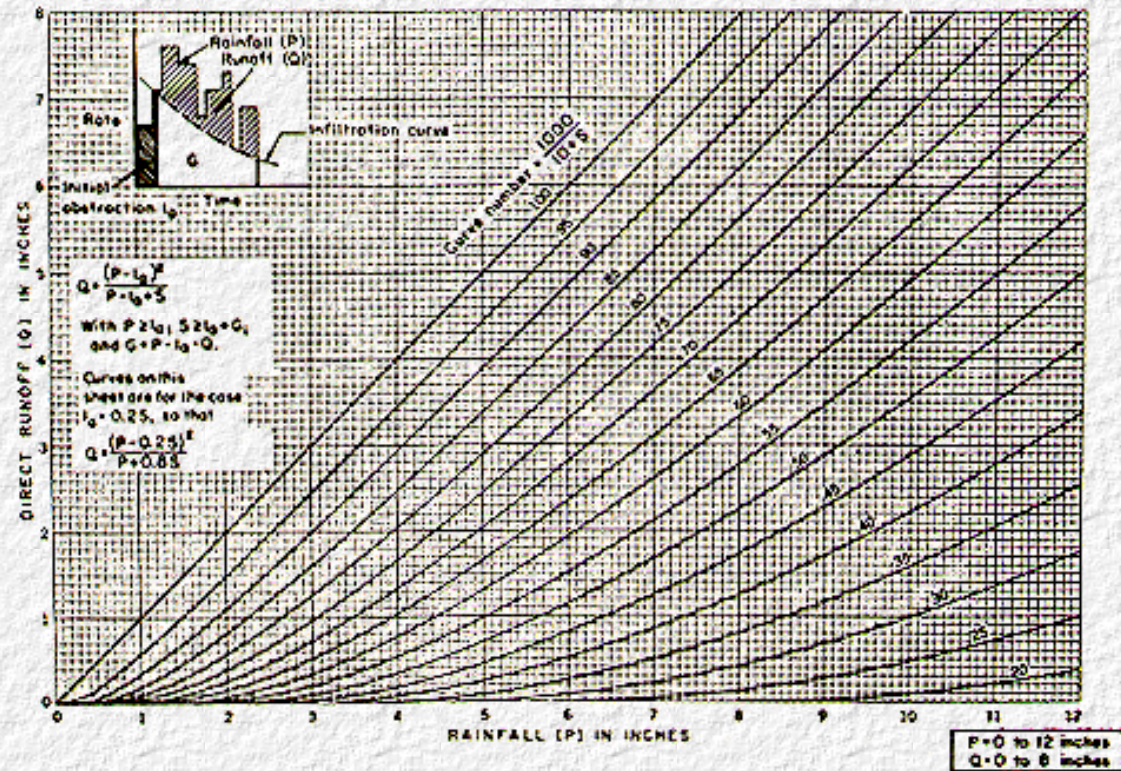 8
7
6
5
4
3
2
1
0
DIRECT RUNOFF (Q) IN INCHES
Rainfall (P)
Runoff (Q)
Rate
Infiltration curve
G
Initial
abstraction Iₐ
Time
Curve number = 1000
10+S
Q = (P-Iₐ)²
P-Iₐ+S
With P≥Iₐ; S≥Iₐ+G;
and G=P-Iₐ-Q.
Curves on this
sheet are for the case
Iₐ=0.2S, so that
Q = (P-0.2S)²
P+0.8S
100
95
90
85
80
75
70
65
60
55
50
45
40
35
30
25
20
0 1 2 3 4 5 6 7 8 9 10 11 12
RAINFALL (P) IN INCHES
P=0 to 12 inches
Q=0 to 8 inches